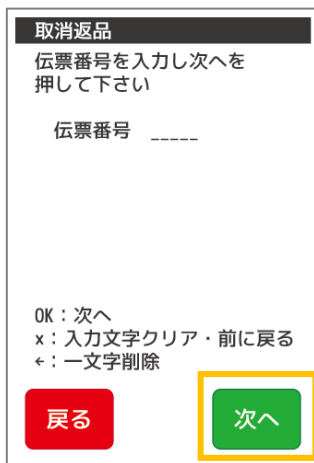 取消返品
伝票番号を入力し次へを
押して下さい
伝票番号 _____
OK：次へ
×：入力文字クリア・前に戻る
←：一文字削除
戻る
次へ